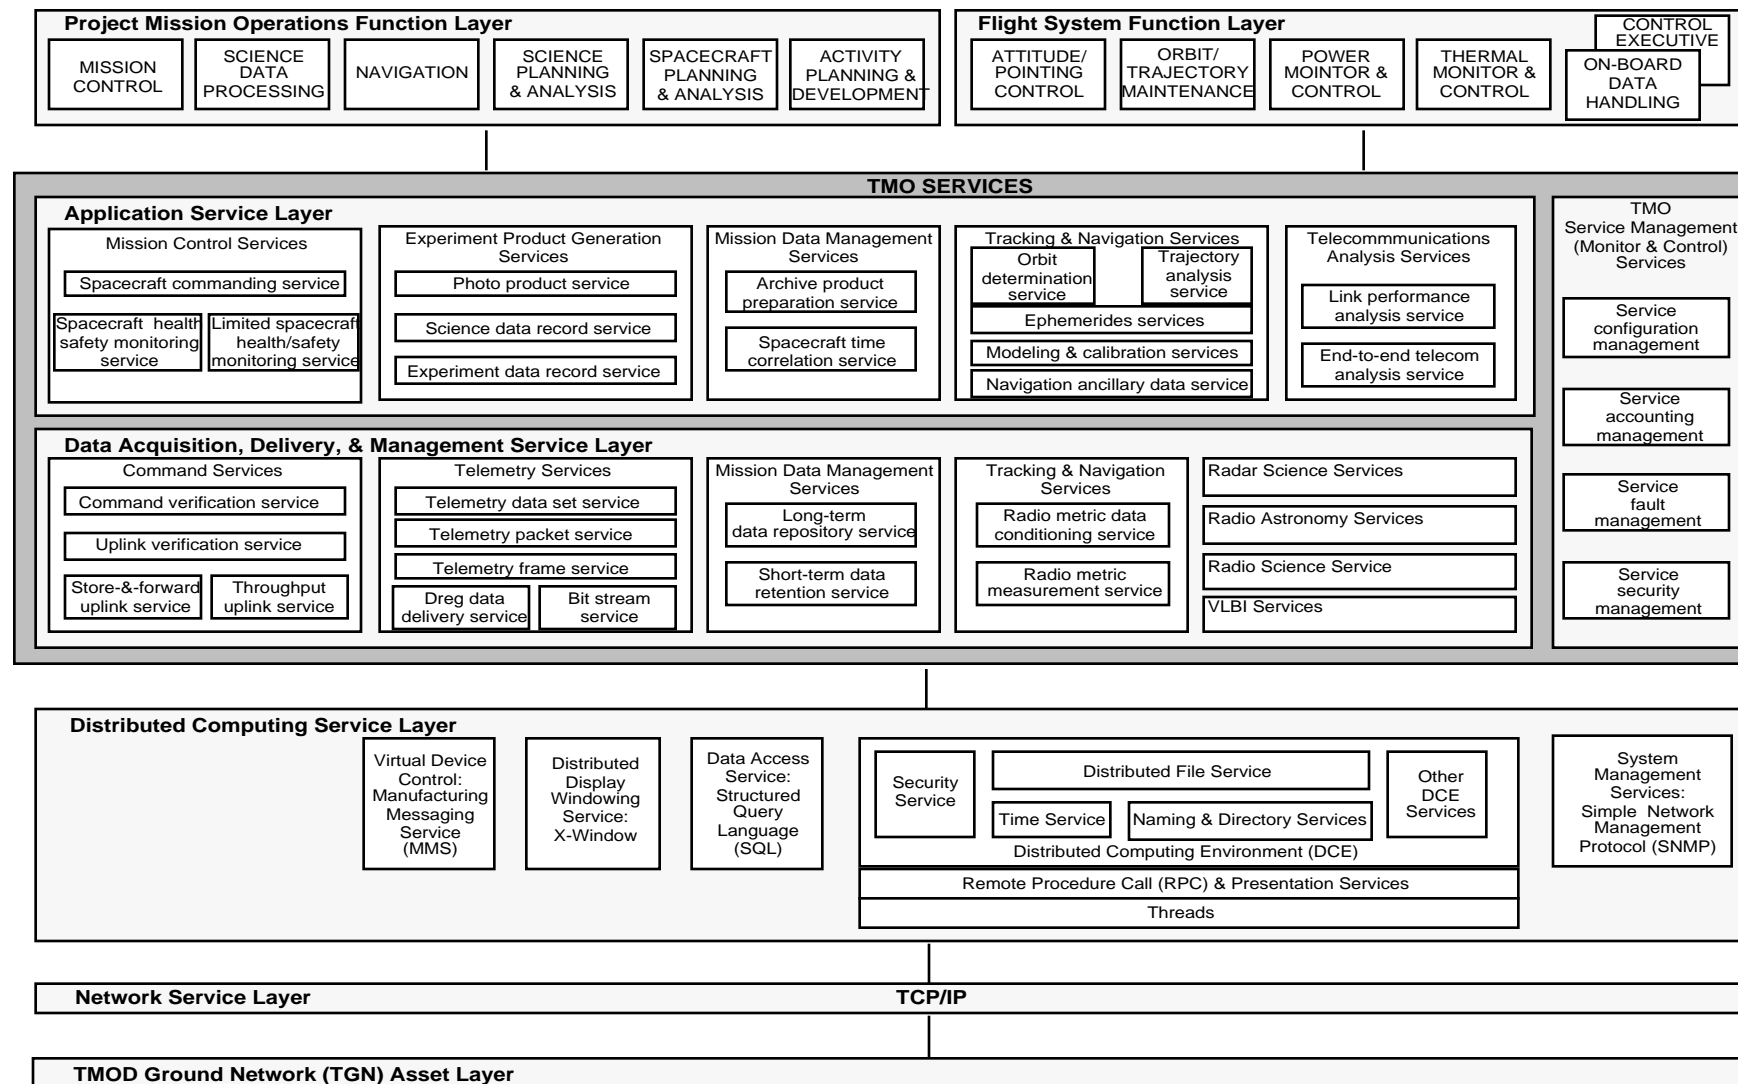 Project Mission Operations Function Layer
MISSION
CONTROL
SCIENCE
DATA
PROCESSING
NAVIGATION
SCIENCE
PLANNING
& ANALYSIS
SPACECRAFT
PLANNING
& ANALYSIS
ACTIVITY
PLANNING &
DEVELOPMENT
Flight System Function Layer
ATTITUDE/
POINTING
CONTROL
ORBIT/
TRAJECTORY
MAINTENANCE
POWER
MOINTOR &
CONTROL
THERMAL
MONITOR &
CONTROL
CONTROL
EXECUTIVE
ON-BOARD
DATA
HANDLING
TMO SERVICES
Application Service Layer
Mission Control Services
Spacecraft commanding service
Spacecraft health
safety monitoring
service
Limited spacecraft
health/safety
monitoring service
Experiment Product Generation
Services
Photo product service
Science data record service
Experiment data record service
Mission Data Management
Services
Archive product
preparation service
Spacecraft time
correlation service
Tracking & Navigation Services
Orbit
determination
service
Trajectory
analysis
service
Ephemerides services
Modeling & calibration services
Navigation ancillary data service
Telecommmunications
Analysis Services
Link performance
analysis service
End-to-end telecom
analysis service
TMO
Service Management
(Monitor & Control)
Services
Service
configuration
management
Service
accounting
management
Service
fault
management
Service
security
management
Data Acquisition, Delivery, & Management Service Layer
Command Services
Command verification service
Uplink verification service
Store-&-forward
uplink service
Throughput
uplink service
Telemetry Services
Telemetry data set service
Telemetry packet service
Telemetry frame service
Dreg data
delivery service
Bit stream
service
Mission Data Management
Services
Long-term
data repository service
Short-term data
retention service
Tracking & Navigation
Services
Radio metric data
conditioning service
Radio metric
measurement service
Radar Science Services
Radio Astronomy Services
Radio Science Service
VLBI Services
Distributed Computing Service Layer
Virtual Device
Control:
Manufacturing
Messaging
Service
(MMS)
Distributed
Display
Windowing
Service:
X-Window
Data Access
Service:
Structured
Query
Language
(SQL)
Security
Service
Distributed File Service
Time Service
Naming & Directory Services
Other
DCE
Services
Distributed Computing Environment (DCE)
Remote Procedure Call (RPC) & Presentation Services
Threads
System
Management
Services:
Simple Network
Management
Protocol (SNMP)
Network Service Layer
TCP/IP
TMOD Ground Network (TGN) Asset Layer